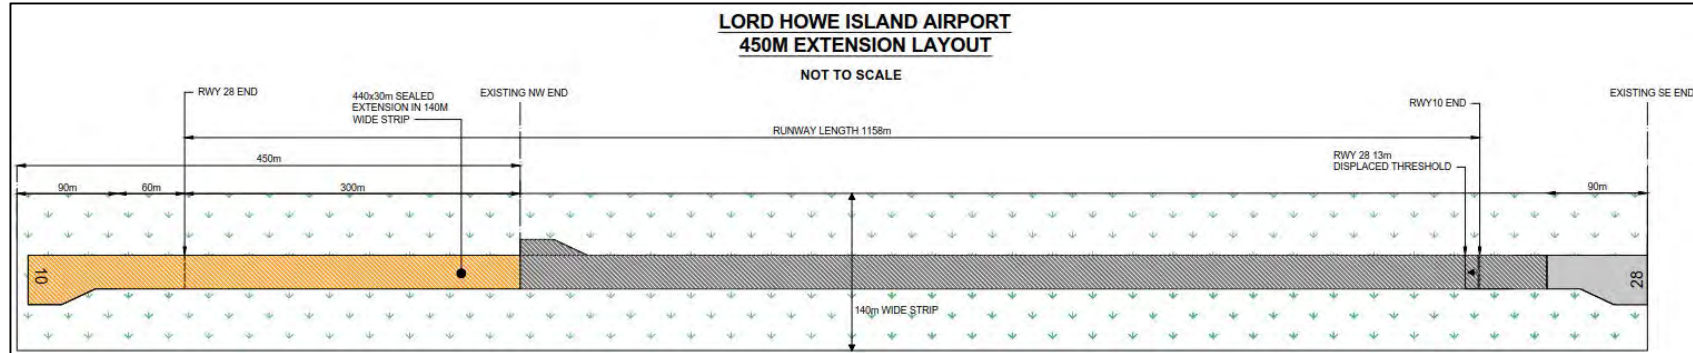 LORD HOWE ISLAND AIRPORT
450M EXTENSION LAYOUT
NOT TO SCALE
RWY 28 END
440x30m SEALED
EXTENSION IN 140M
WIDE STRIP
EXISTING NW END
RWY10 END
EXISTING SE END
RUNWAY LENGTH 1158m
450m
RWY 28 13m
DISPLACED THRESHOLD
90m
60m
300m
90m
10
28
140m WIDE STRIP